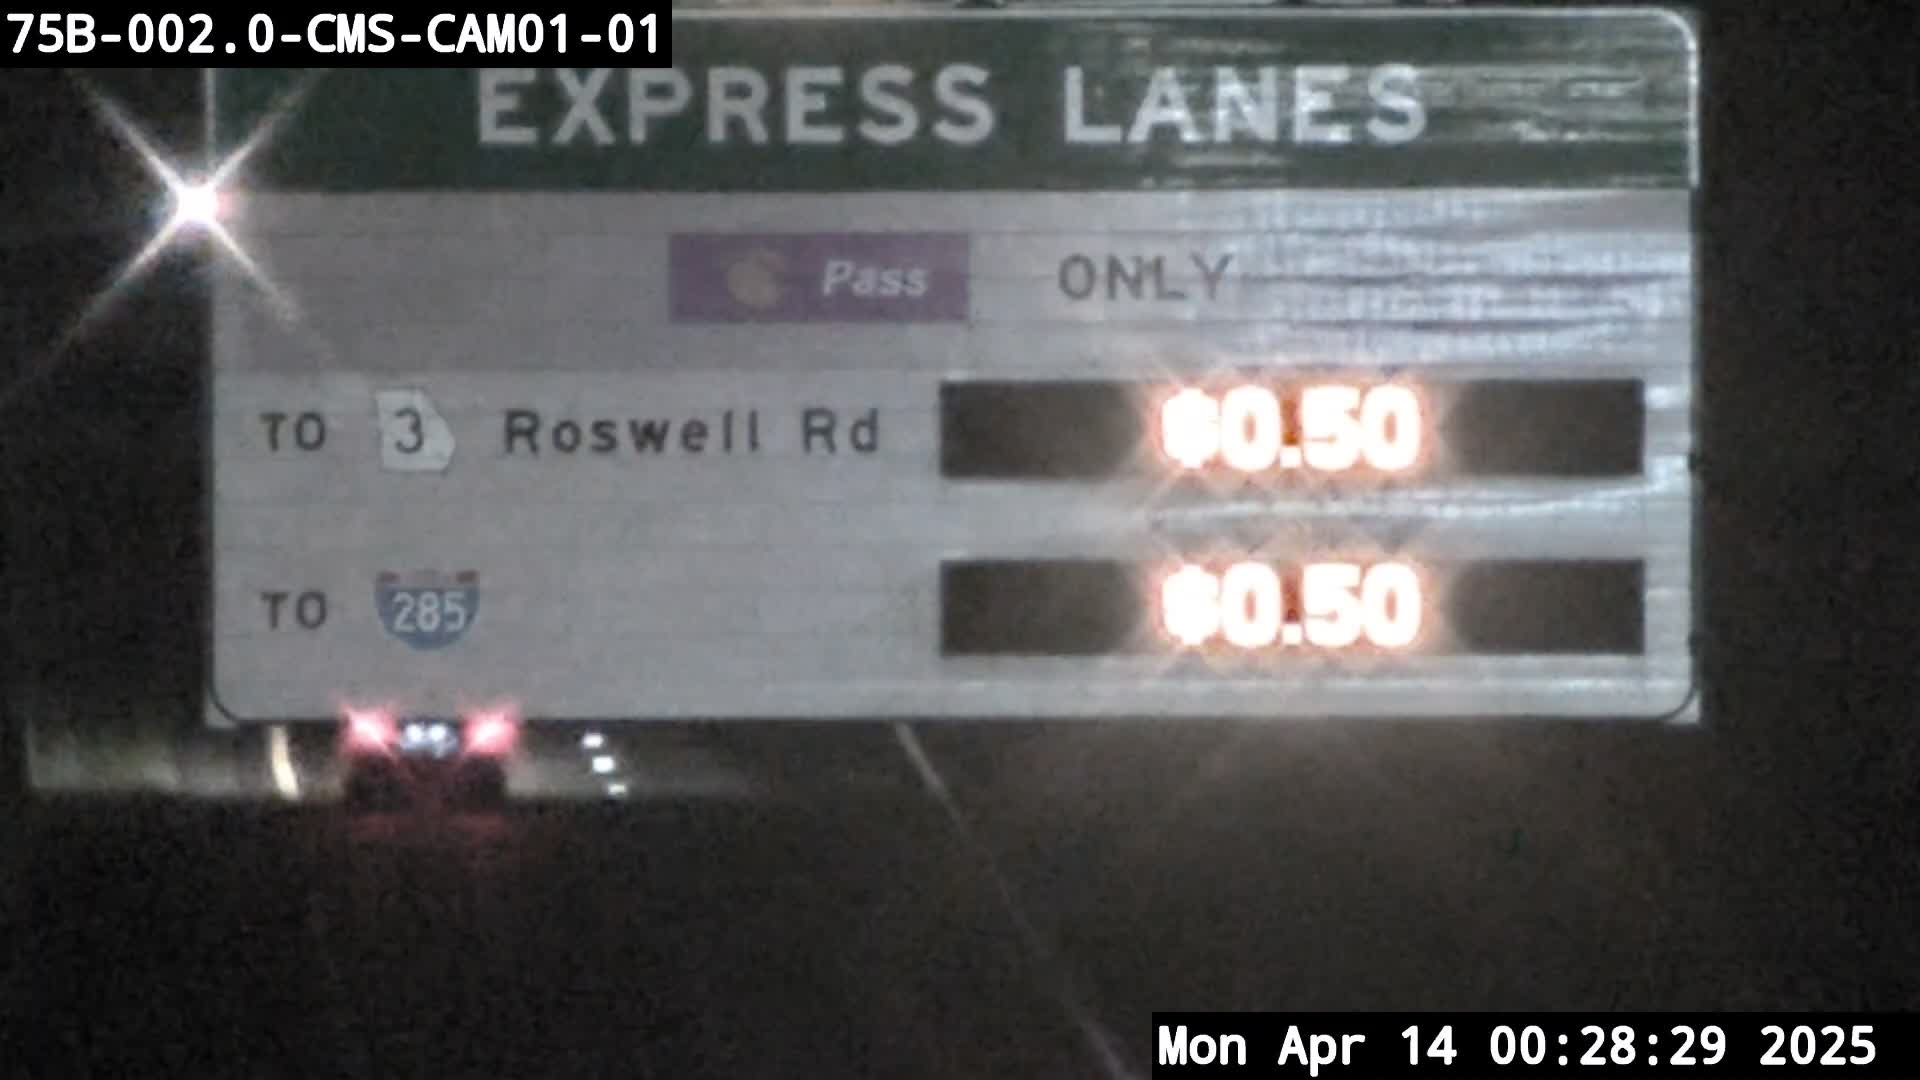 75B-002.0-CMS-CAM01-01
EXPRESS LANES
Pass ONLY
TO 3 Roswell Rd $0.50
TO 285 $0.50
Mon Apr 14 00:28:29 2025